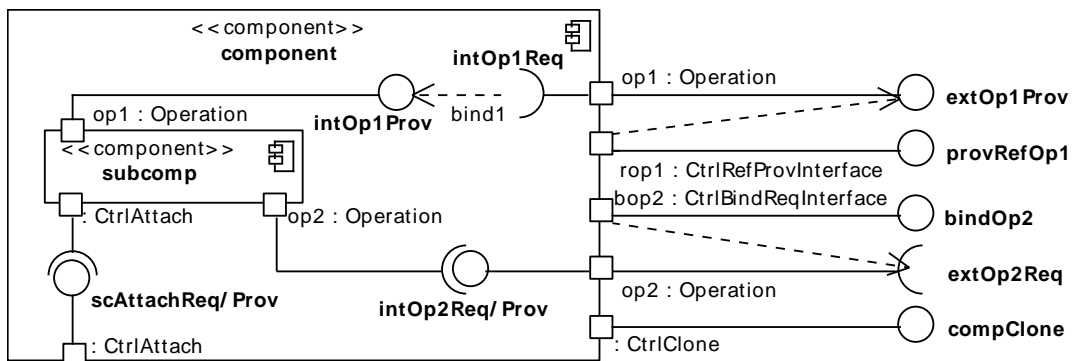 <<component>>
component
intOp1Req
op1 : Operation
extOp1Prov
bind1
intOp1Prov
op1 : Operation
<<component>>
subcomp
provRefOp1
rop1 : CtrlRefProvInterface
bop2 : CtrlBindReqInterface
: CtrlAttach
op2 : Operation
bindOp2
extOp2Req
scAttachReq/ Prov
intOp2Req/ Prov
op2 : Operation
compClone
: CtrlAttach
: CtrlClone